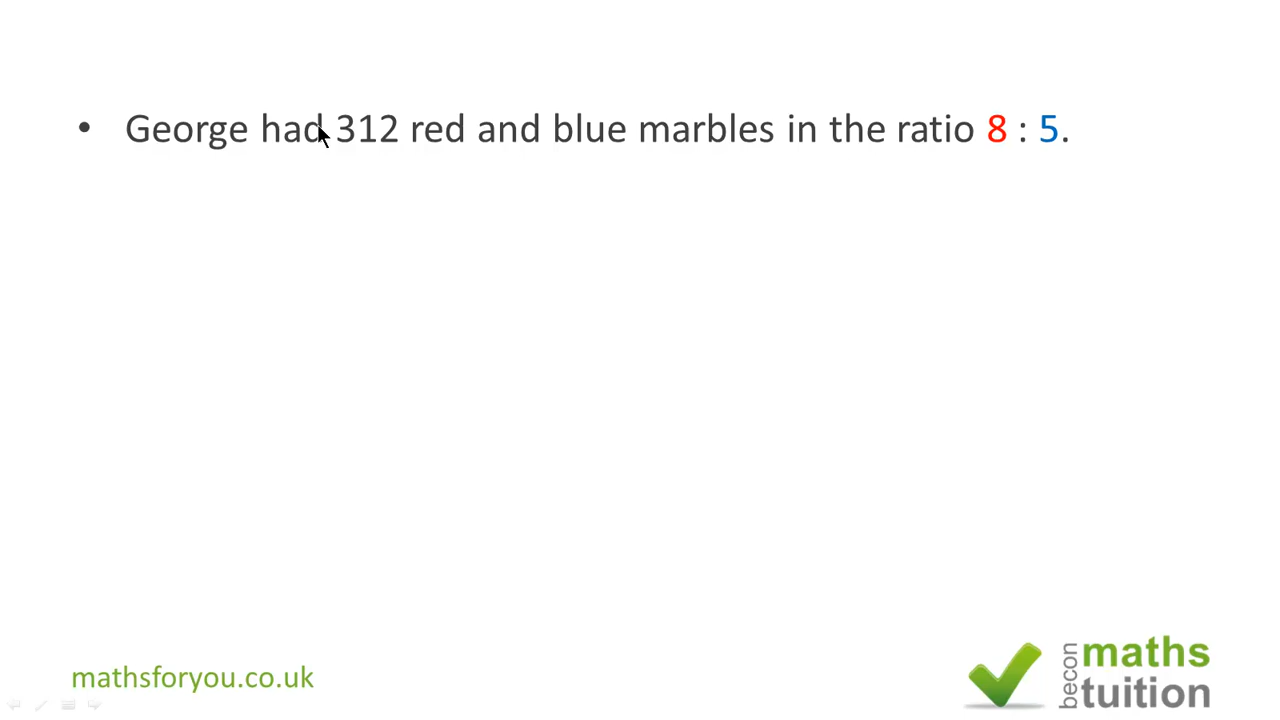 • George had 312 red and blue marbles in the ratio 8 : 5.
mathsforyou.co.uk
becon
maths
tuition